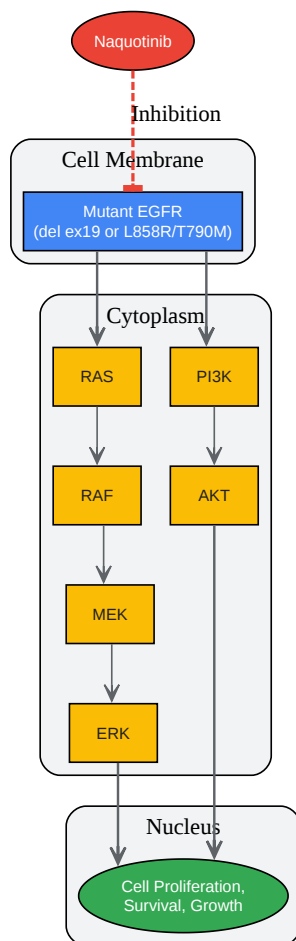 Naquotinib
Inhibition
Cell Membrane
Mutant EGFR
(del ex19 or L858R/T790M)
Cytoplasm
RAS
PI3K
RAF
AKT
MEK
ERK
Nucleus
Cell Proliferation,
Survival, Growth